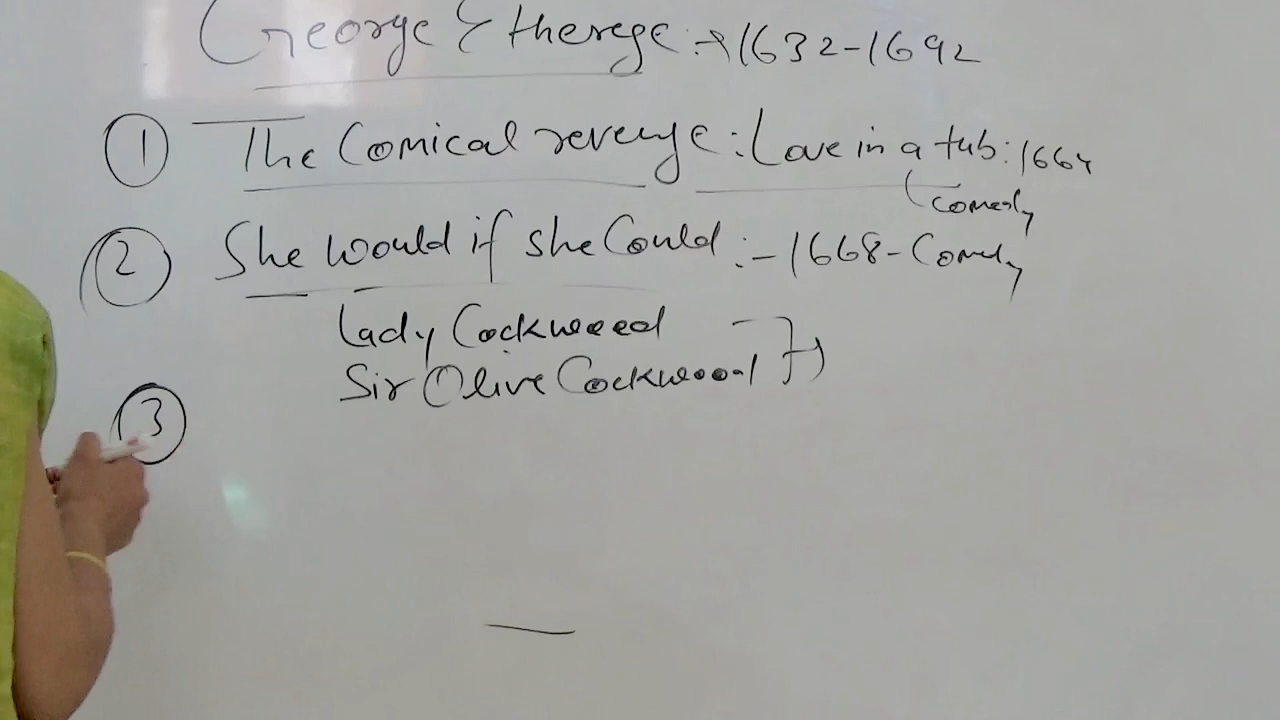 George Etherege :→ 1632-1692
① The Comical revenge : Love in a tub : 1664
comedy
② She would if she Could :- 1668 - Comedy
Lady Cockwood
Sir Olive Cockwood
③